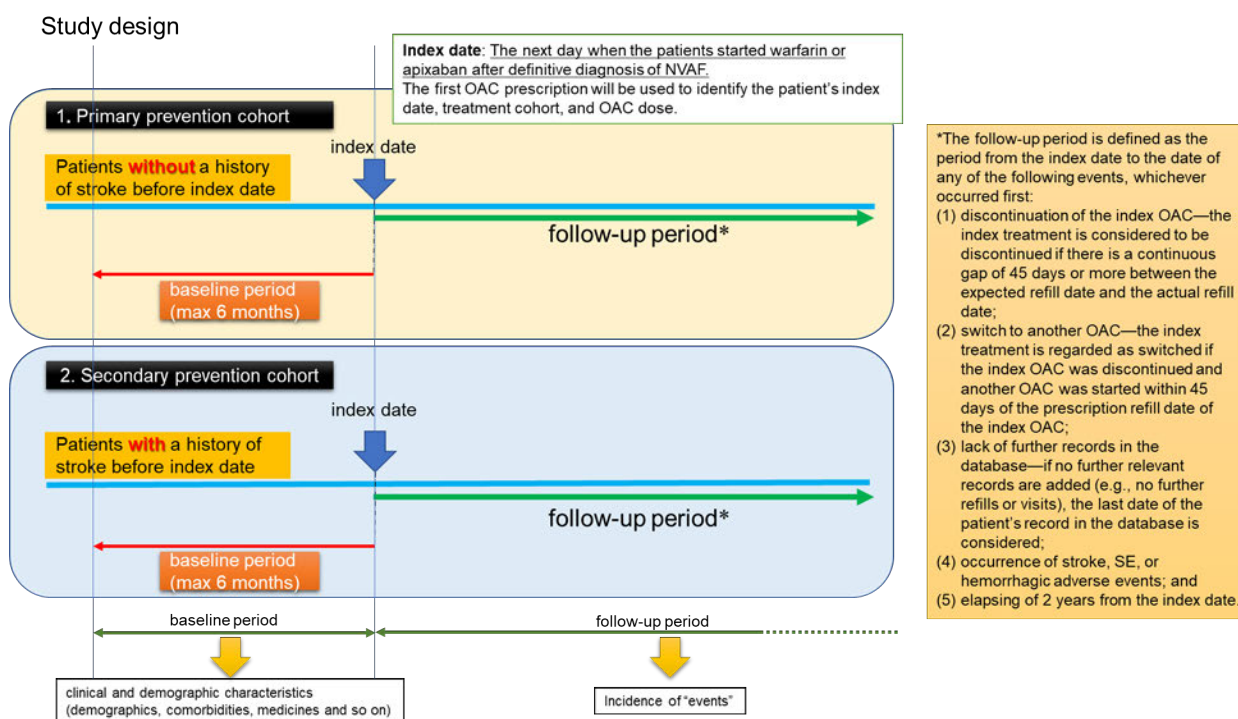 Study design
Index date: The next day when the patients started warfarin or
apixaban after definitive diagnosis of NVAF.
The first OAC prescription will be used to identify the patient's index
date, treatment cohort, and OAC dose.
1. Primary prevention cohort
index date
Patients without a history
of stroke before index date
follow-up period*
baseline period
(max 6 months)
2. Secondary prevention cohort
index date
Patients with a history of
stroke before index date
follow-up period*
baseline period
(max 6 months)
baseline period
follow-up period
clinical and demographic characteristics
(demographics, comorbidities, medicines and so on)
Incidence of "events"
*The follow-up period is defined as the
period from the index date to the date of
any of the following events, whichever
occurred first:
(1) discontinuation of the index OAC—the
index treatment is considered to be
discontinued if there is a continuous
gap of 45 days or more between the
expected refill date and the actual refill
date;
(2) switch to another OAC—the index
treatment is regarded as switched if
the index OAC was discontinued and
another OAC was started within 45
days of the prescription refill date of
the index OAC;
(3) lack of further records in the
database—if no further relevant
records are added (e.g., no further
refills or visits), the last date of the
patient's record in the database is
considered;
(4) occurrence of stroke, SE, or
hemorrhagic adverse events; and
(5) elapsing of 2 years from the index date.